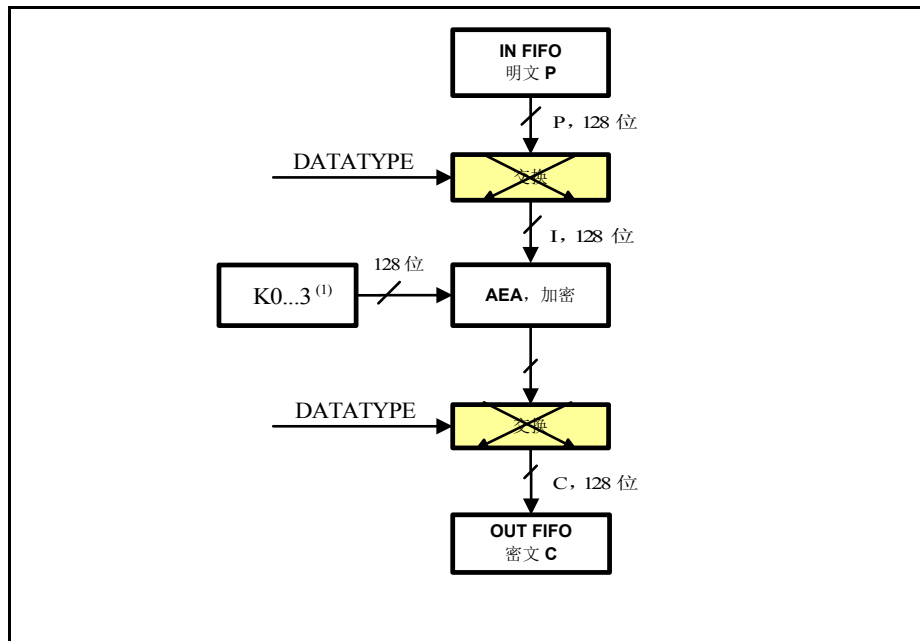 IN FIFO
明文 P
P，128 位
DATATYPE
交换
I，128 位
128 位
K0...3 (1)
AEA，加密
DATATYPE
交换
C，128 位
OUT FIFO
密文 C